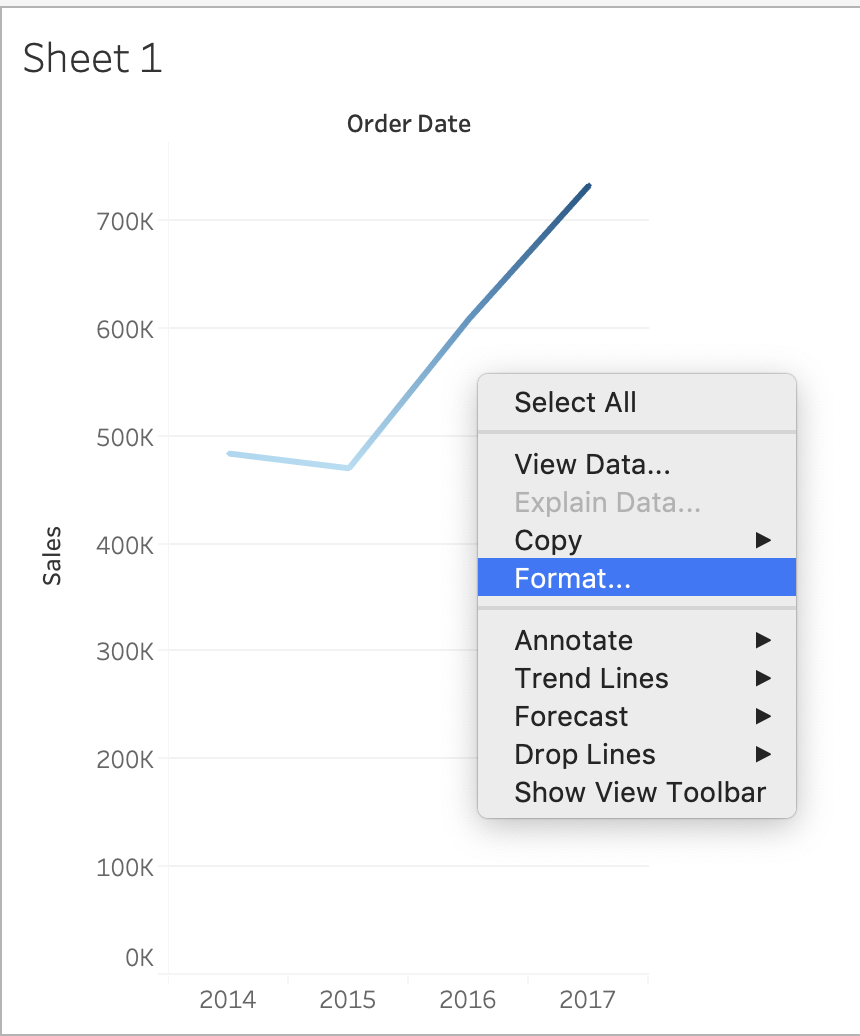 Sheet 1
Order Date
700K
600K
500K
400K
300K
200K
100K
0K
Sales
2014 2015 2016 2017
Select All
View Data...
Explain Data...
Copy
Format...
Annotate
Trend Lines
Forecast
Drop Lines
Show View Toolbar